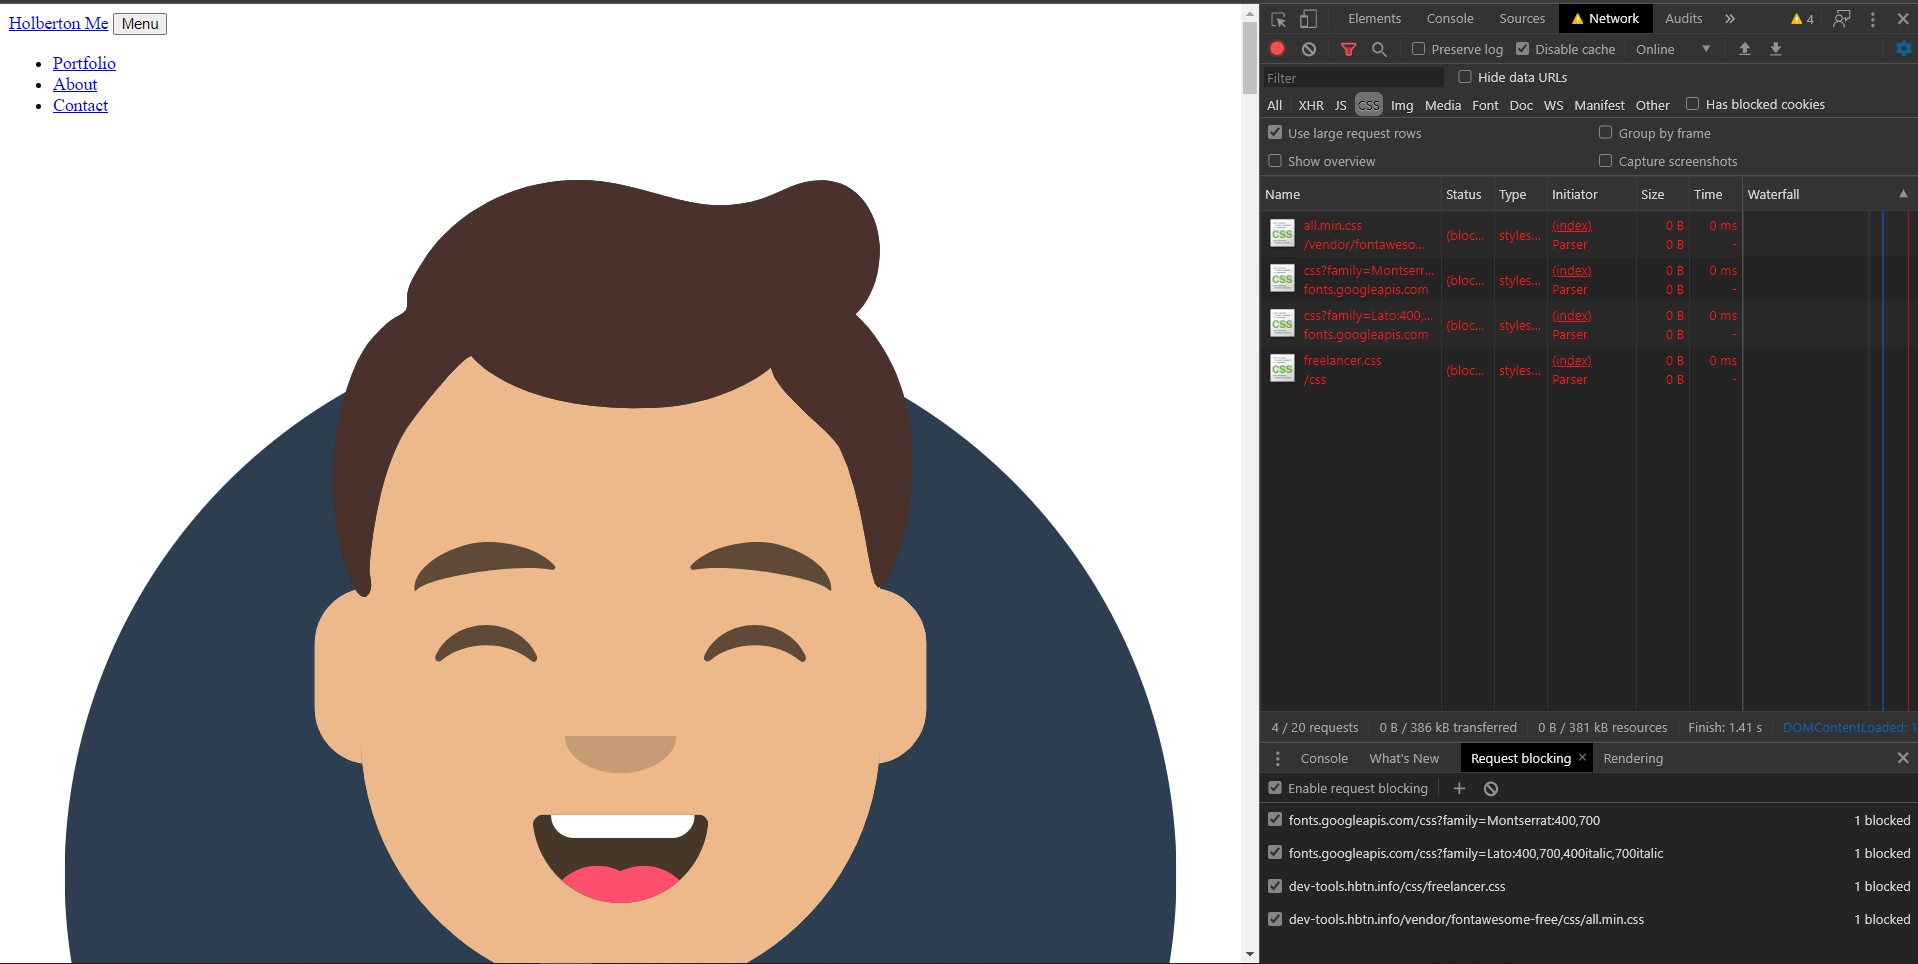 Holberton Me Menu
Portfolio
About
Contact
Elements Console Sources Network Audits » 4
Preserve log Disable cache Online
Filter Hide data URLs
All XHR JS CSS Img Media Font Doc WS Manifest Other Has blocked cookies
Use large request rows Group by frame
Show overview Capture screenshots
Name Status Type Initiator Size Time Waterfall
all.min.css (index) 0 B 0 ms
(bloc... styles...
/vendor/fontaweso... Parser 0 B -
css?family=Montserr... (index) 0 B 0 ms
(bloc... styles...
fonts.googleapis.com Parser 0 B -
css?family=Lato:400,... (index) 0 B 0 ms
(bloc... styles...
fonts.googleapis.com Parser 0 B -
freelancer.css (index) 0 B 0 ms
(bloc... styles...
/css Parser 0 B -
4 / 20 requests 0 B / 386 kB transferred 0 B / 381 kB resources Finish: 1.41 s DOMContentLoaded: 1
Console What's New Request blocking × Rendering
Enable request blocking
fonts.googleapis.com/css?family=Montserrat:400,700 1 blocked
fonts.googleapis.com/css?family=Lato:400,700,400italic,700italic 1 blocked
dev-tools.hbtn.info/css/freelancer.css 1 blocked
dev-tools.hbtn.info/vendor/fontawesome-free/css/all.min.css 1 blocked